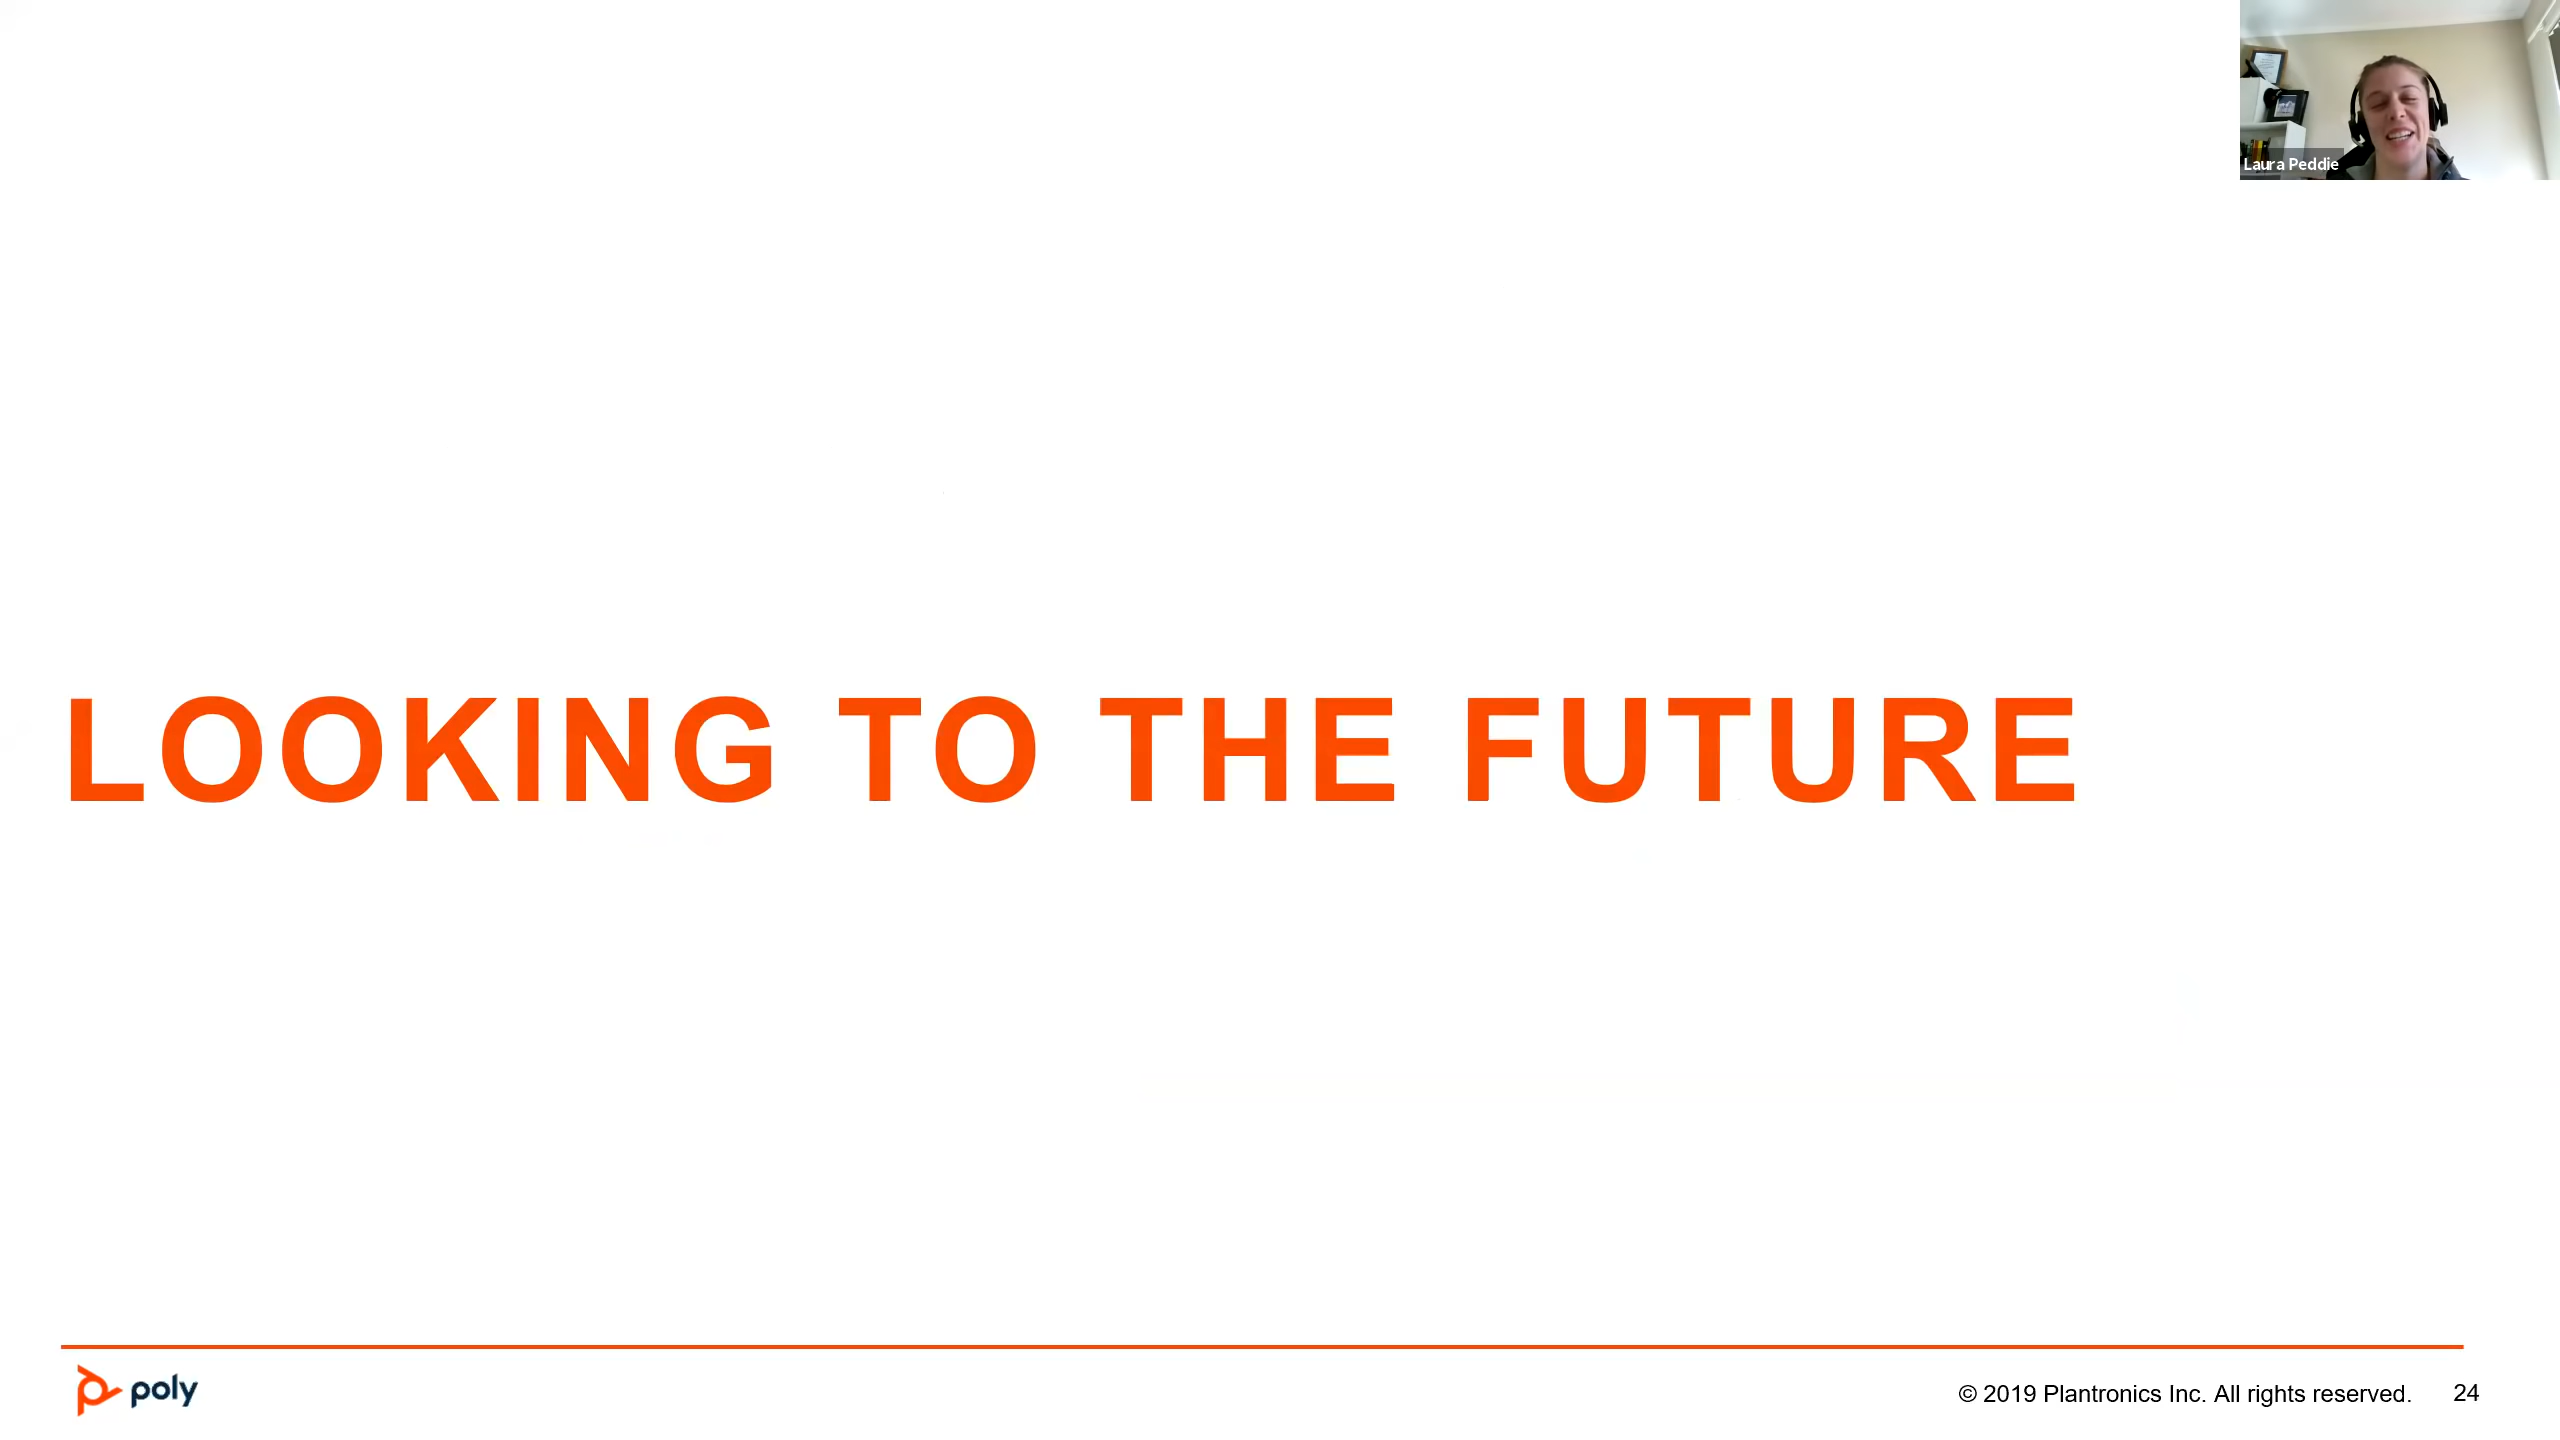 Laura Peddie
LOOKING TO THE FUTURE
poly
© 2019 Plantronics Inc. All rights reserved. 24